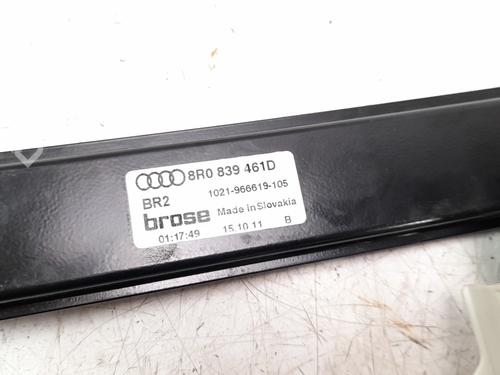 8R0 839 461D
BR2 1021-966619-105
brose Made in Slovakia
01:17:49 15.10.11 B